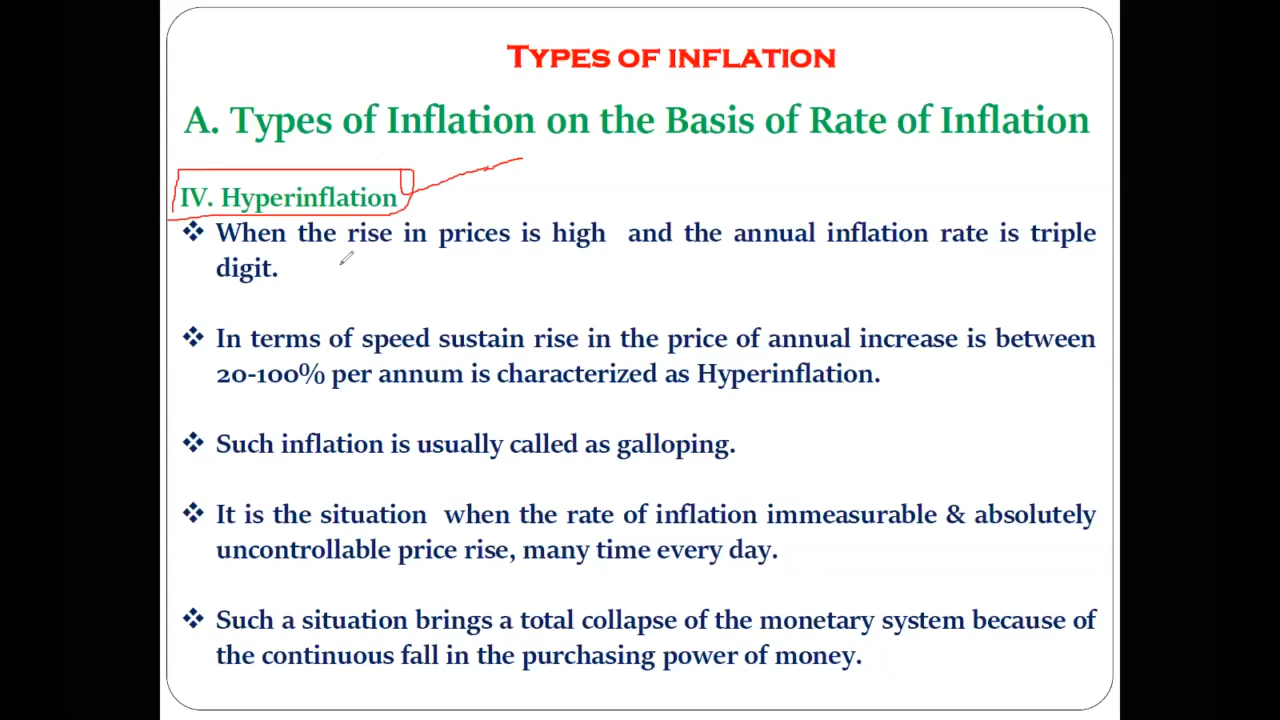 TYPES OF INFLATION
A. Types of Inflation on the Basis of Rate of Inflation
IV. Hyperinflation
❖ When the rise in prices is high and the annual inflation rate is triple
digit.
❖ In terms of speed sustain rise in the price of annual increase is between
20-100% per annum is characterized as Hyperinflation.
❖ Such inflation is usually called as galloping.
❖ It is the situation when the rate of inflation immeasurable & absolutely
uncontrollable price rise, many time every day.
❖ Such a situation brings a total collapse of the monetary system because of
the continuous fall in the purchasing power of money.